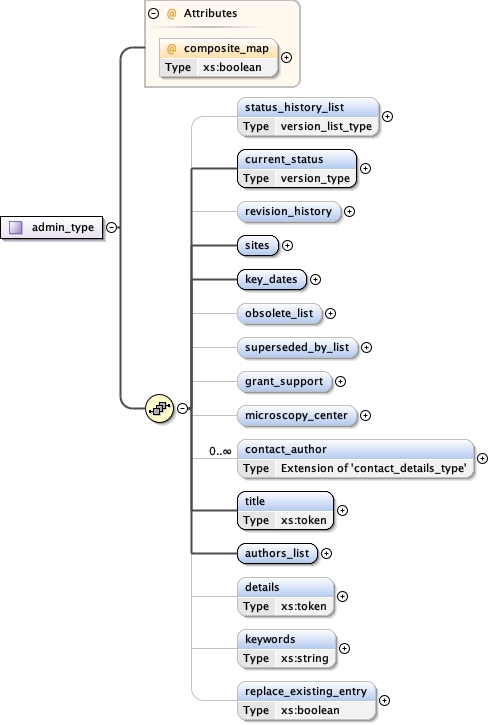 @ Attributes
@ composite_map
Type xs:boolean
status_history_list
Type version_list_type
current_status
Type version_type
revision_history
admin_type
sites
key_dates
obsolete_list
superseded_by_list
grant_support
microscopy_center
0..∞
contact_author
Type Extension of 'contact_details_type'
title
Type xs:token
authors_list
details
Type xs:token
keywords
Type xs:string
replace_existing_entry
Type xs:boolean